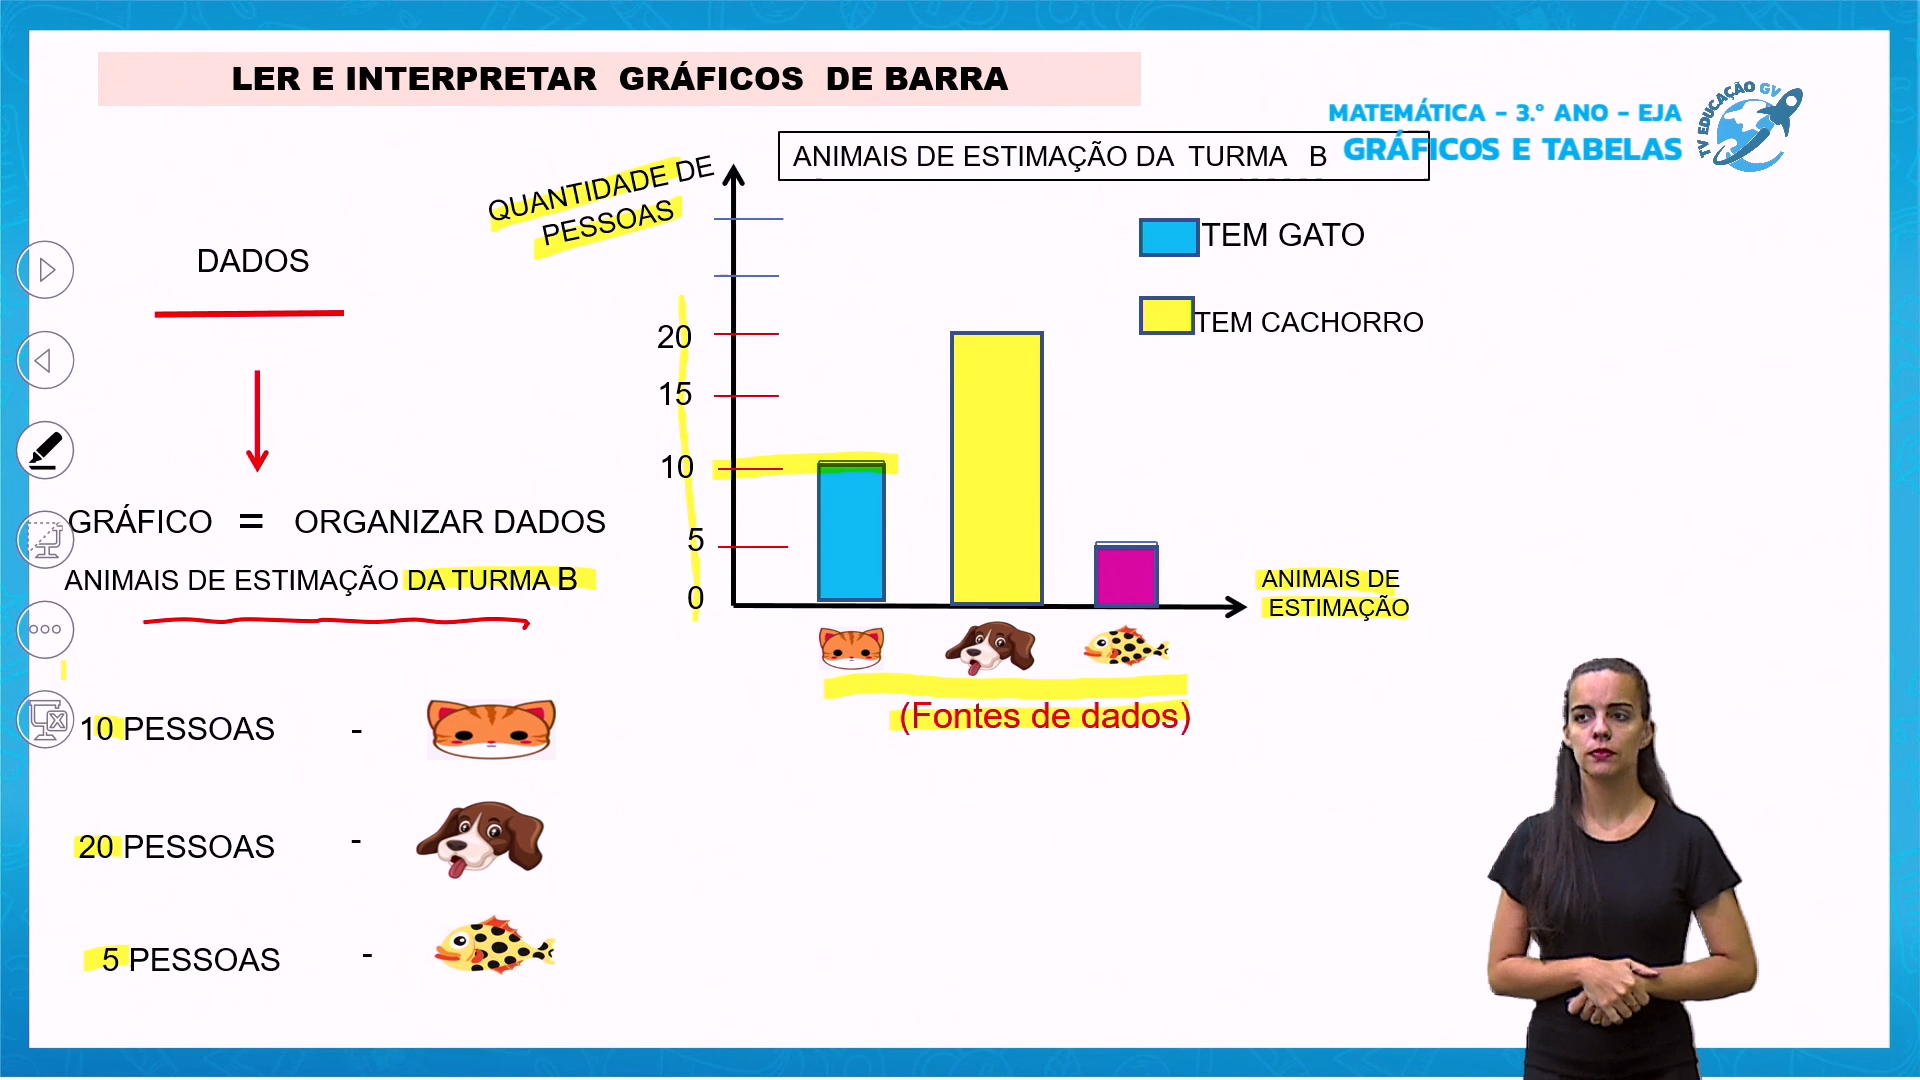 LER E INTERPRETAR GRÁFICOS DE BARRA
MATEMÁTICA - 3.º ANO - EJA
GRÁFICOS E TABELAS
TV EDUCAÇÃO GV
ANIMAIS DE ESTIMAÇÃO DA TURMA B
QUANTIDADE DE
PESSOAS
TEM GATO
TEM CACHORRO
DADOS
20
15
10
5
0
GRÁFICO = ORGANIZAR DADOS
ANIMAIS DE ESTIMAÇÃO DA TURMA B
ANIMAIS DE
ESTIMAÇÃO
(Fontes de dados)
10 PESSOAS -
20 PESSOAS -
5 PESSOAS -